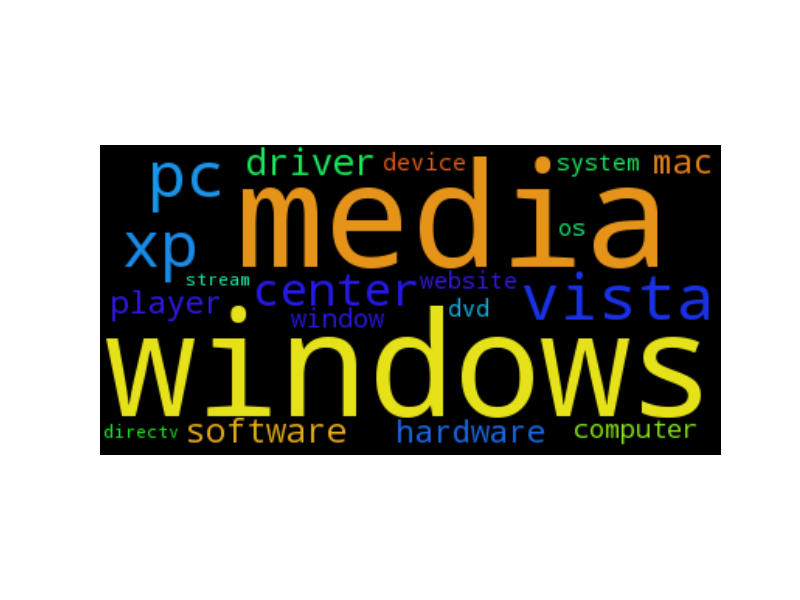 pc driver device system mac
media
xp os
stream center website vista
player window dvd
windows
directv software hardware computer